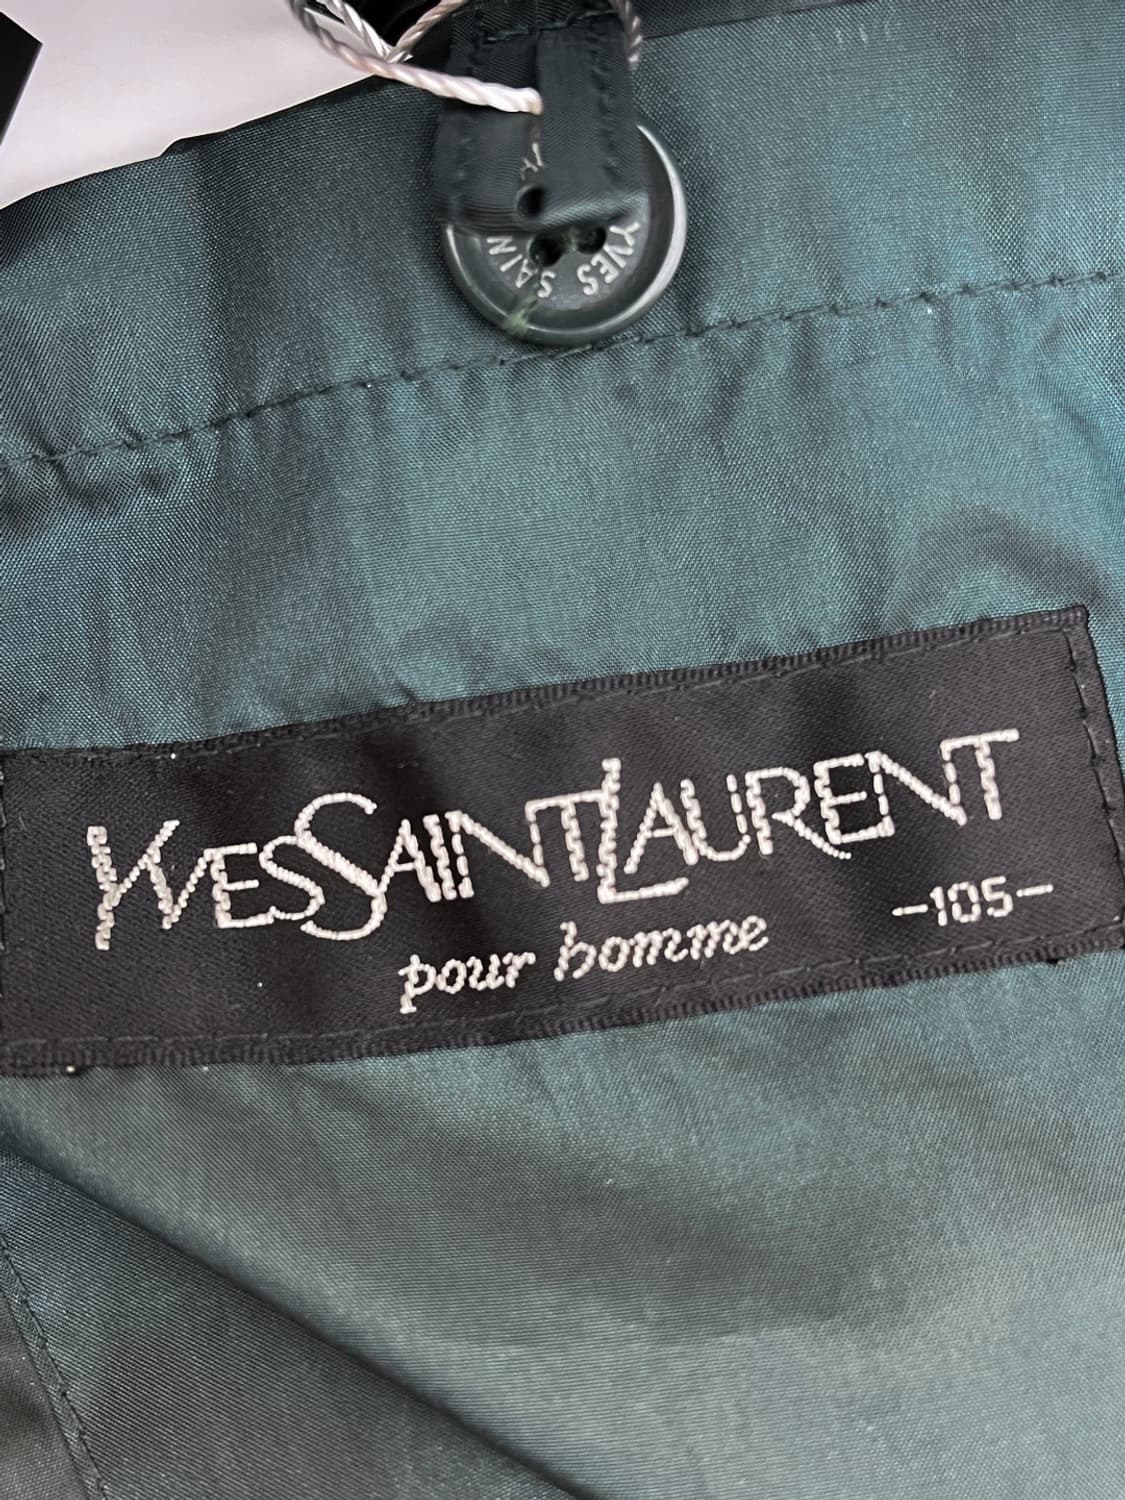 YVES SAIN
YVESSAINTLAURENT
pour homme
-105-